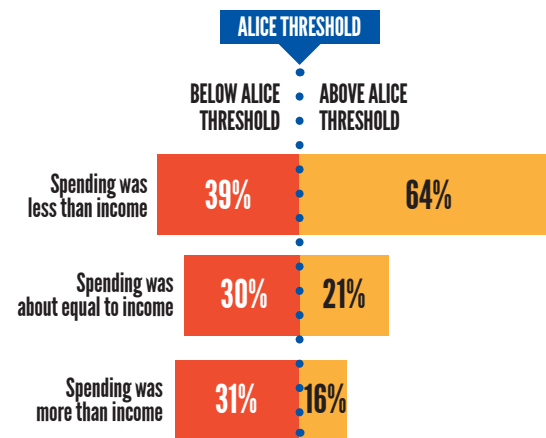 ALICE THRESHOLD
BELOW ALICE
THRESHOLD
ABOVE ALICE
THRESHOLD
Spending was
less than income
39%
64%
Spending was
about equal to income
30%
21%
Spending was
more than income
31%
16%